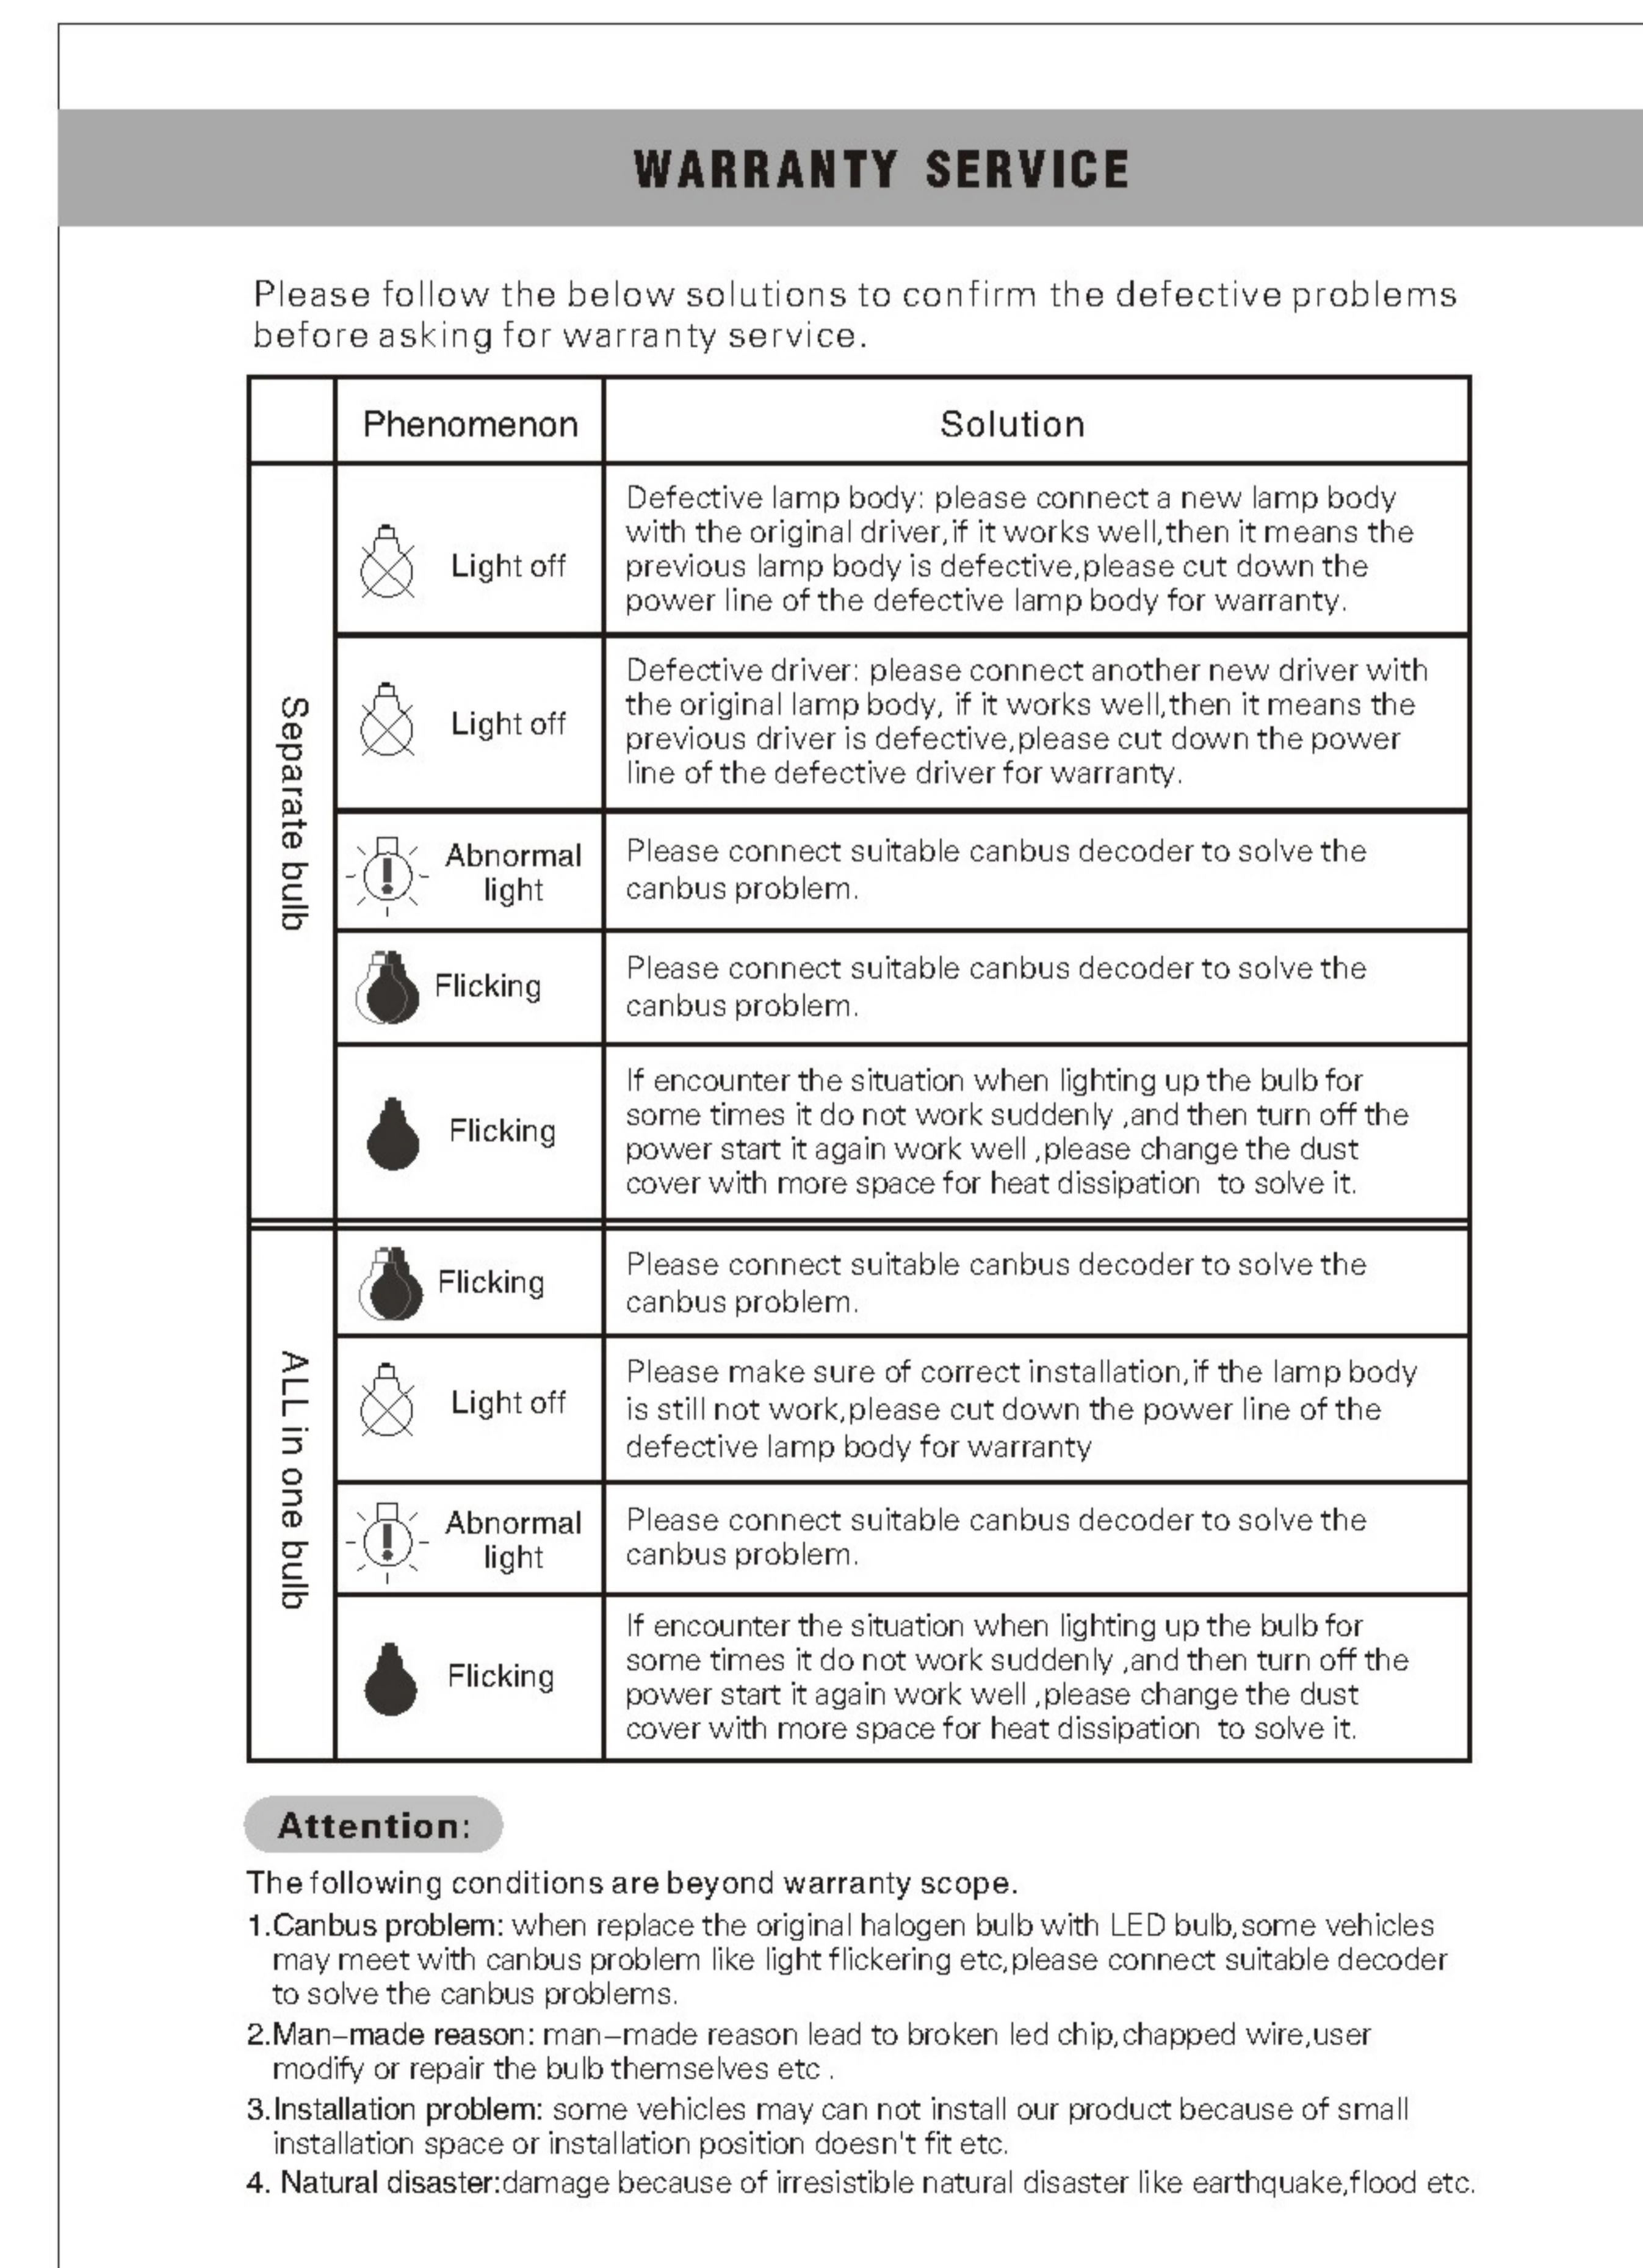 WARRANTY SERVICE
Please follow the below solutions to confirm the defective problems
before asking for warranty service.
Phenomenon
Solution
Separate bulb
Light off
Defective lamp body: please connect a new lamp body
with the original driver,if it works well,then it means the
previous lamp body is defective,please cut down the
power line of the defective lamp body for warranty.
Light off
Defective driver: please connect another new driver with
the original lamp body, if it works well,then it means the
previous driver is defective,please cut down the power
line of the defective driver for warranty.
Abnormal
light
Please connect suitable canbus decoder to solve the
canbus problem.
Flicking
Please connect suitable canbus decoder to solve the
canbus problem.
Flicking
If encounter the situation when lighting up the bulb for
some times it do not work suddenly ,and then turn off the
power start it again work well ,please change the dust
cover with more space for heat dissipation to solve it.
ALL in one bulb
Flicking
Please connect suitable canbus decoder to solve the
canbus problem.
Light off
Please make sure of correct installation,if the lamp body
is still not work,please cut down the power line of the
defective lamp body for warranty
Abnormal
light
Please connect suitable canbus decoder to solve the
canbus problem.
Flicking
If encounter the situation when lighting up the bulb for
some times it do not work suddenly ,and then turn off the
power start it again work well ,please change the dust
cover with more space for heat dissipation to solve it.
Attention:
The following conditions are beyond warranty scope.
1.Canbus problem: when replace the original halogen bulb with LED bulb,some vehicles
may meet with canbus problem like light flickering etc,please connect suitable decoder
to solve the canbus problems.
2.Man-made reason: man-made reason lead to broken led chip,chapped wire,user
modify or repair the bulb themselves etc .
3.Installation problem: some vehicles may can not install our product because of small
installation space or installation position doesn't fit etc.
4. Natural disaster:damage because of irresistible natural disaster like earthquake,flood etc.